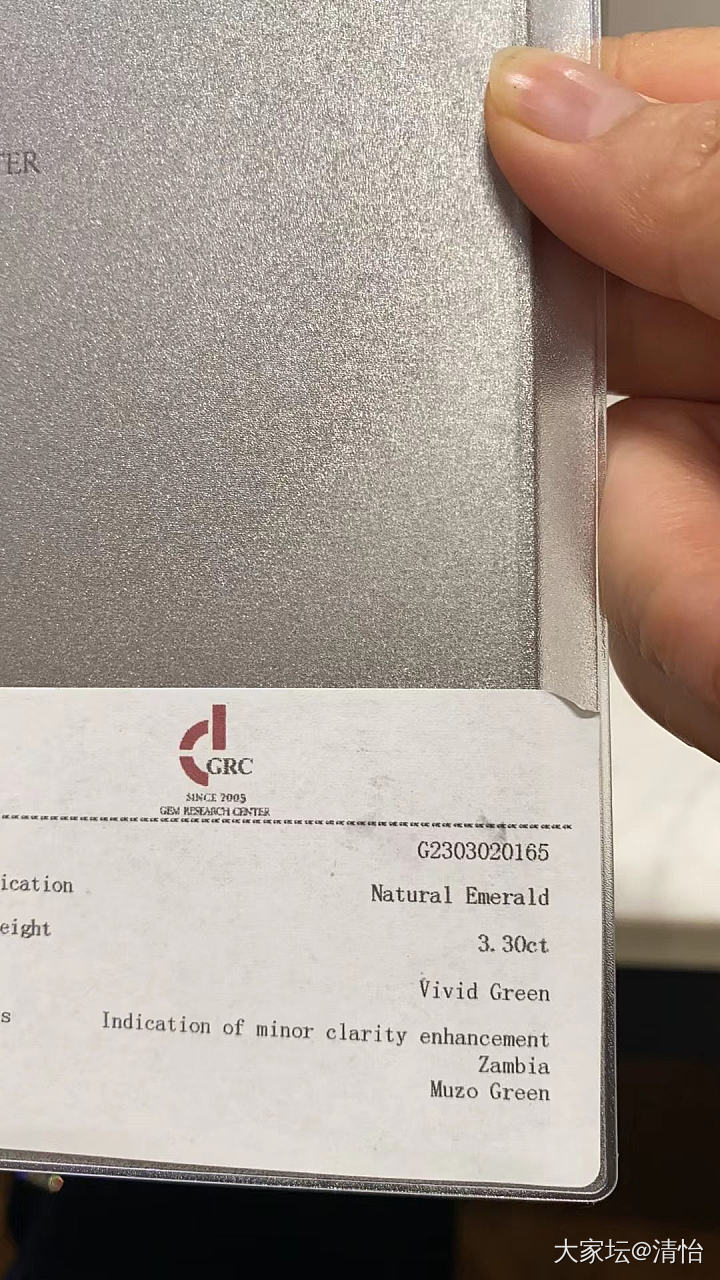 TER
GRC
SINCE 2005
GEM RESEARCH CENTER
G2303020165
ication Natural Emerald
eight 3.30ct
Vivid Green
s Indication of minor clarity enhancement
Zambia
Muzo Green
大家坛@清怡